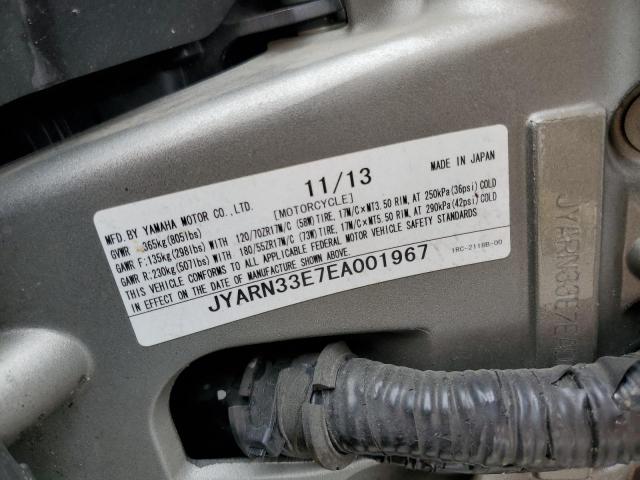 11/13
MADE IN JAPAN
MFD.BY YAMAHA MOTOR CO.,LTD.
[MOTORCYCLE]
GVWR 365kg(805lbs)
GAWR F:135kg(298lbs)WITH 120/70ZR17M/C (58W)TIRE, 17M/C×MT3.50 RIM, AT 250kPa(36psi)COLD
GAWR R:230kg(507lbs)WITH 180/55ZR17M/C (73W)TIRE, 17M/C×MT5.50 RIM, AT 290kPa(42psi)COLD
THIS VEHICLE CONFORMS TO ALL APPLICABLE FEDERAL MOTOR VEHICLE SAFETY STANDARDS
IN EFFECT ON THE DATE OF MANUFACTURE SHOWN ABOVE.
JYARN33E7EA001967
1RC-2118B-00
JYARN33E7EA00